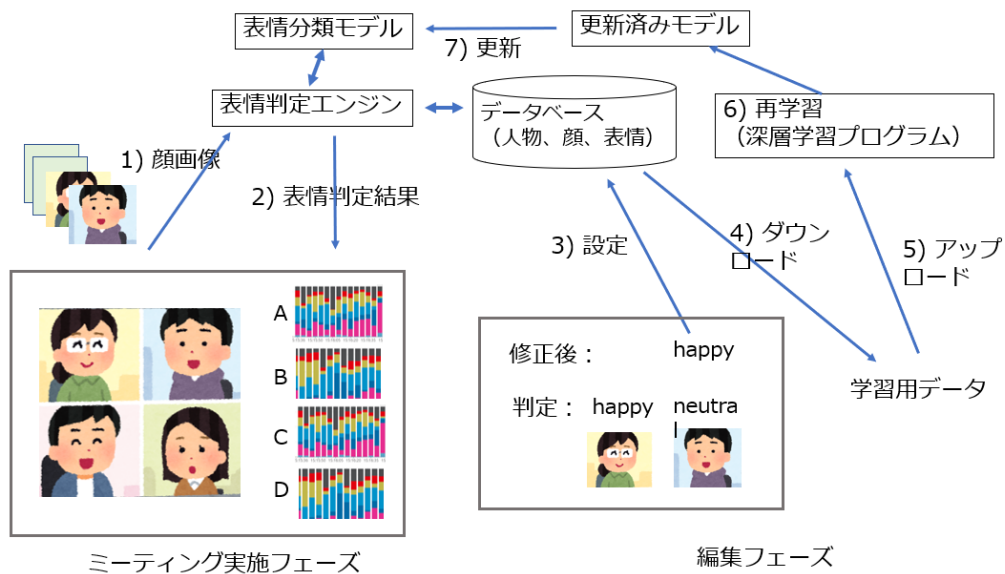 表情分類モデル
更新済みモデル
7) 更新
表情判定エンジン
データベース
（人物、顔、表情）
6) 再学習
（深層学習プログラム）
1) 顔画像
2) 表情判定結果
3) 設定
4) ダウン
ロード
5) アップ
ロード
A
B
C
D
修正後：
happy
判定：
happy
neutra
l
学習用データ
ミーティング実施フェーズ
編集フェーズ